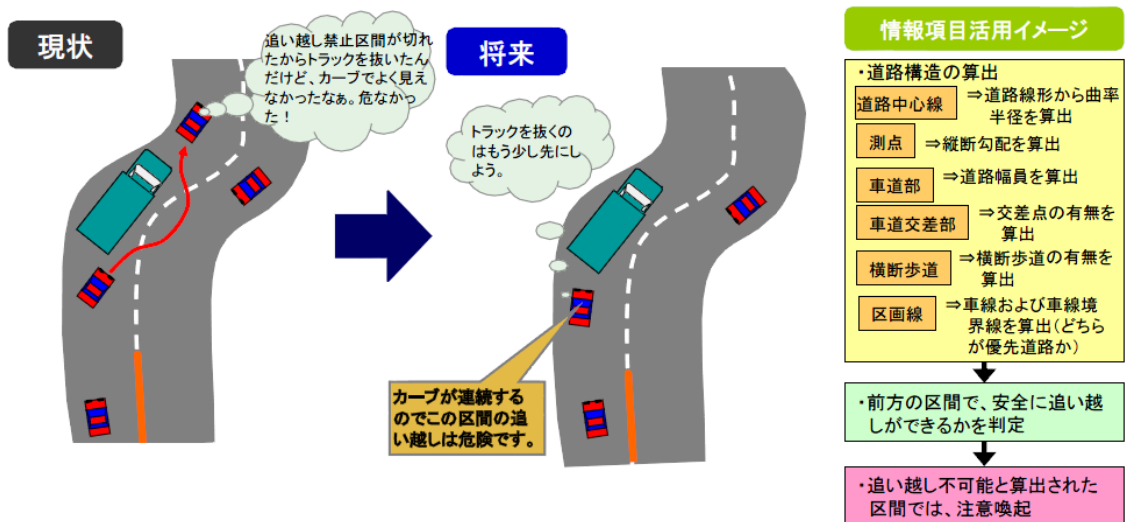 現状
追い越し禁止区間が切れ
たからトラックを抜いたん
だけど、カーブでよく見え
なかったなぁ。危なかっ
た！
将来
トラックを抜くの
はもう少し先にし
よう。
カーブが連続する
のでこの区間の追
い越しは危険です。
情報項目活用イメージ
・道路構造の算出
道路中心線 ⇒道路線形から曲率
半径を算出
測点 ⇒縦断勾配を算出
車道部 ⇒道路幅員を算出
車道交差部 ⇒交差点の有無を
算出
横断歩道 ⇒横断歩道の有無を
算出
区画線 ⇒車線および車線境
界線を算出（どちら
が優先道路か）
・前方の区間で、安全に追い越
しができるかを判定
・追い越し不可能と算出された
区間では、注意喚起